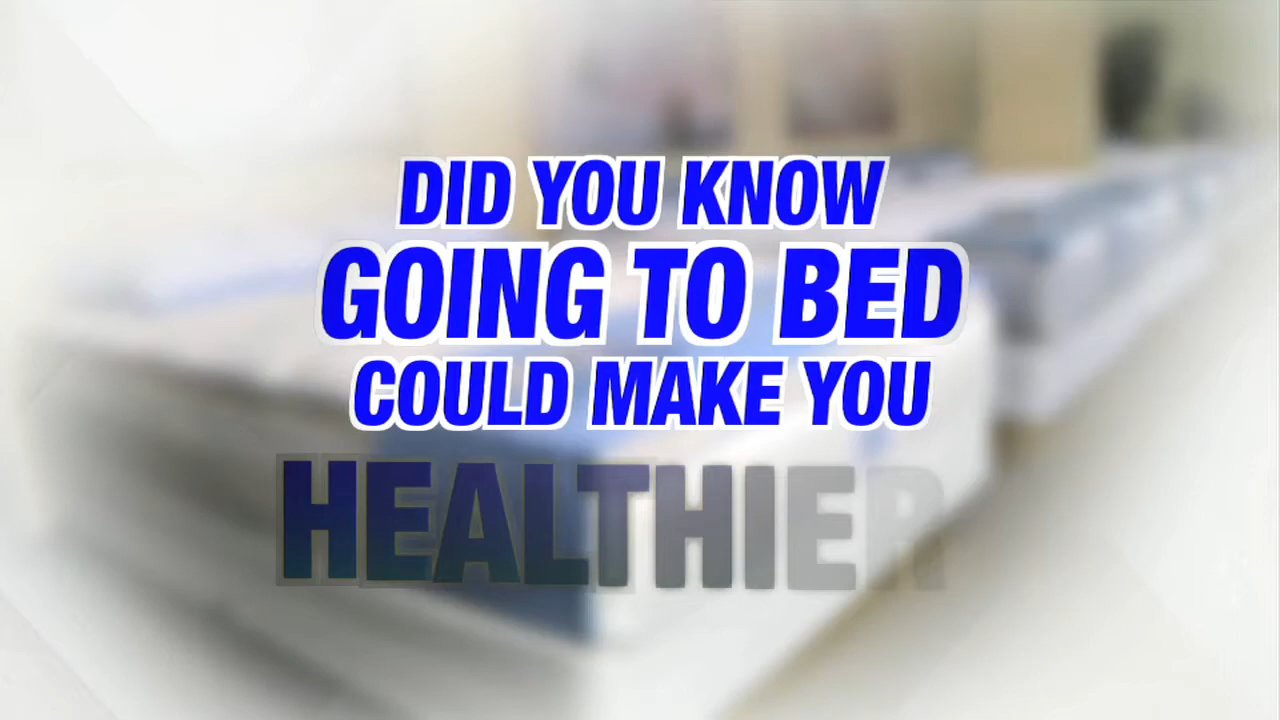 DID YOU KNOW
GOING TO BED
COULD MAKE YOU
HEALTHIER